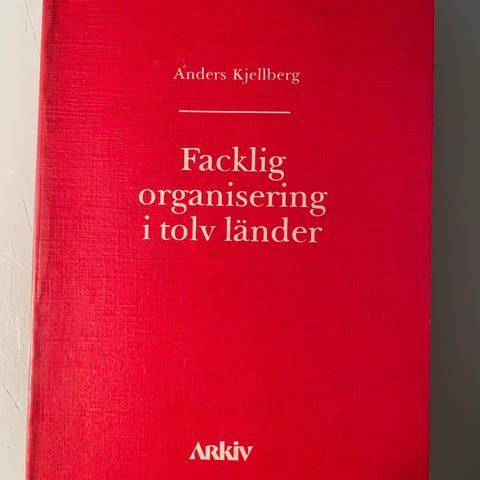 Anders Kjellberg
Facklig
organisering
i tolv länder
Arkiv